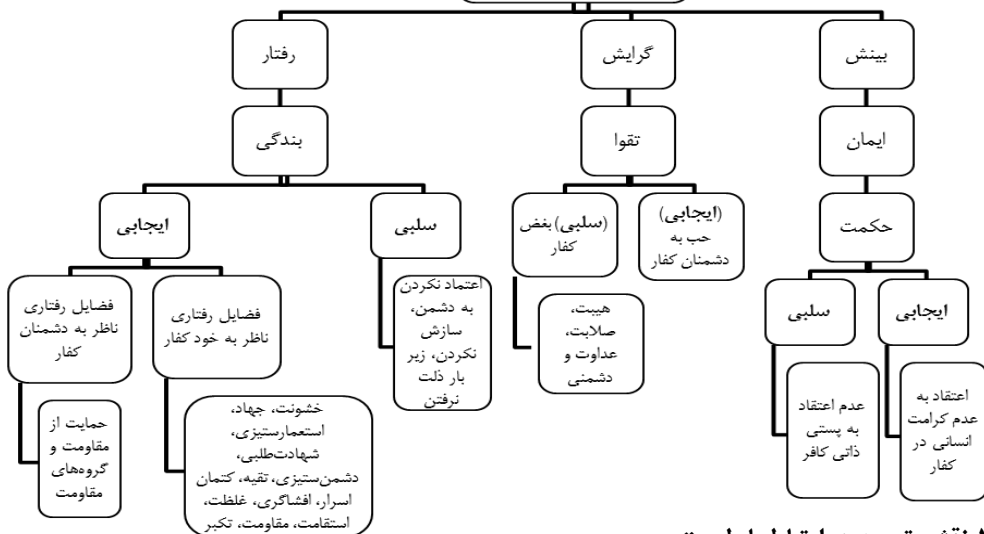 بینش
گرایش
رفتار
ایمان
تقوا
بندگی
حکمت
(ایجابی)
حب به
دشمنان کفار
(سلبی) بغض
کفار
سلبی
ایجابی
ایجابی
سلبی
هیبت،
صلابت،
عداوت و
دشمنی
اعتماد نکردن
به دشمن،
سازش
نکردن، زیر
بار ذلت
نرفتن
فضایل رفتاری
ناظر به خود کفار
فضایل رفتاری
ناظر به دشمنان
کفار
اعتقاد به
عدم کرامت
انسانی در
کفار
عدم اعتقاد
به پستی
ذاتی کافر
خشونت، جهاد،
استعمارستیزی،
شهادت‌طلبی،
دشمن‌ستیزی، تقیه، کتمان
اسرار، افشاگری، غلظت،
استقامت، مقاومت، تکبر
حمایت از
مقاومت و
گروه‌های
مقاومت